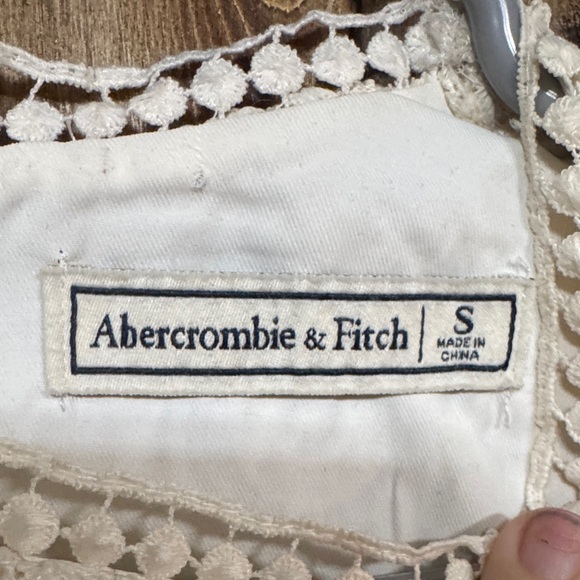 Abercrombie & Fitch
S
MADE IN
CHINA